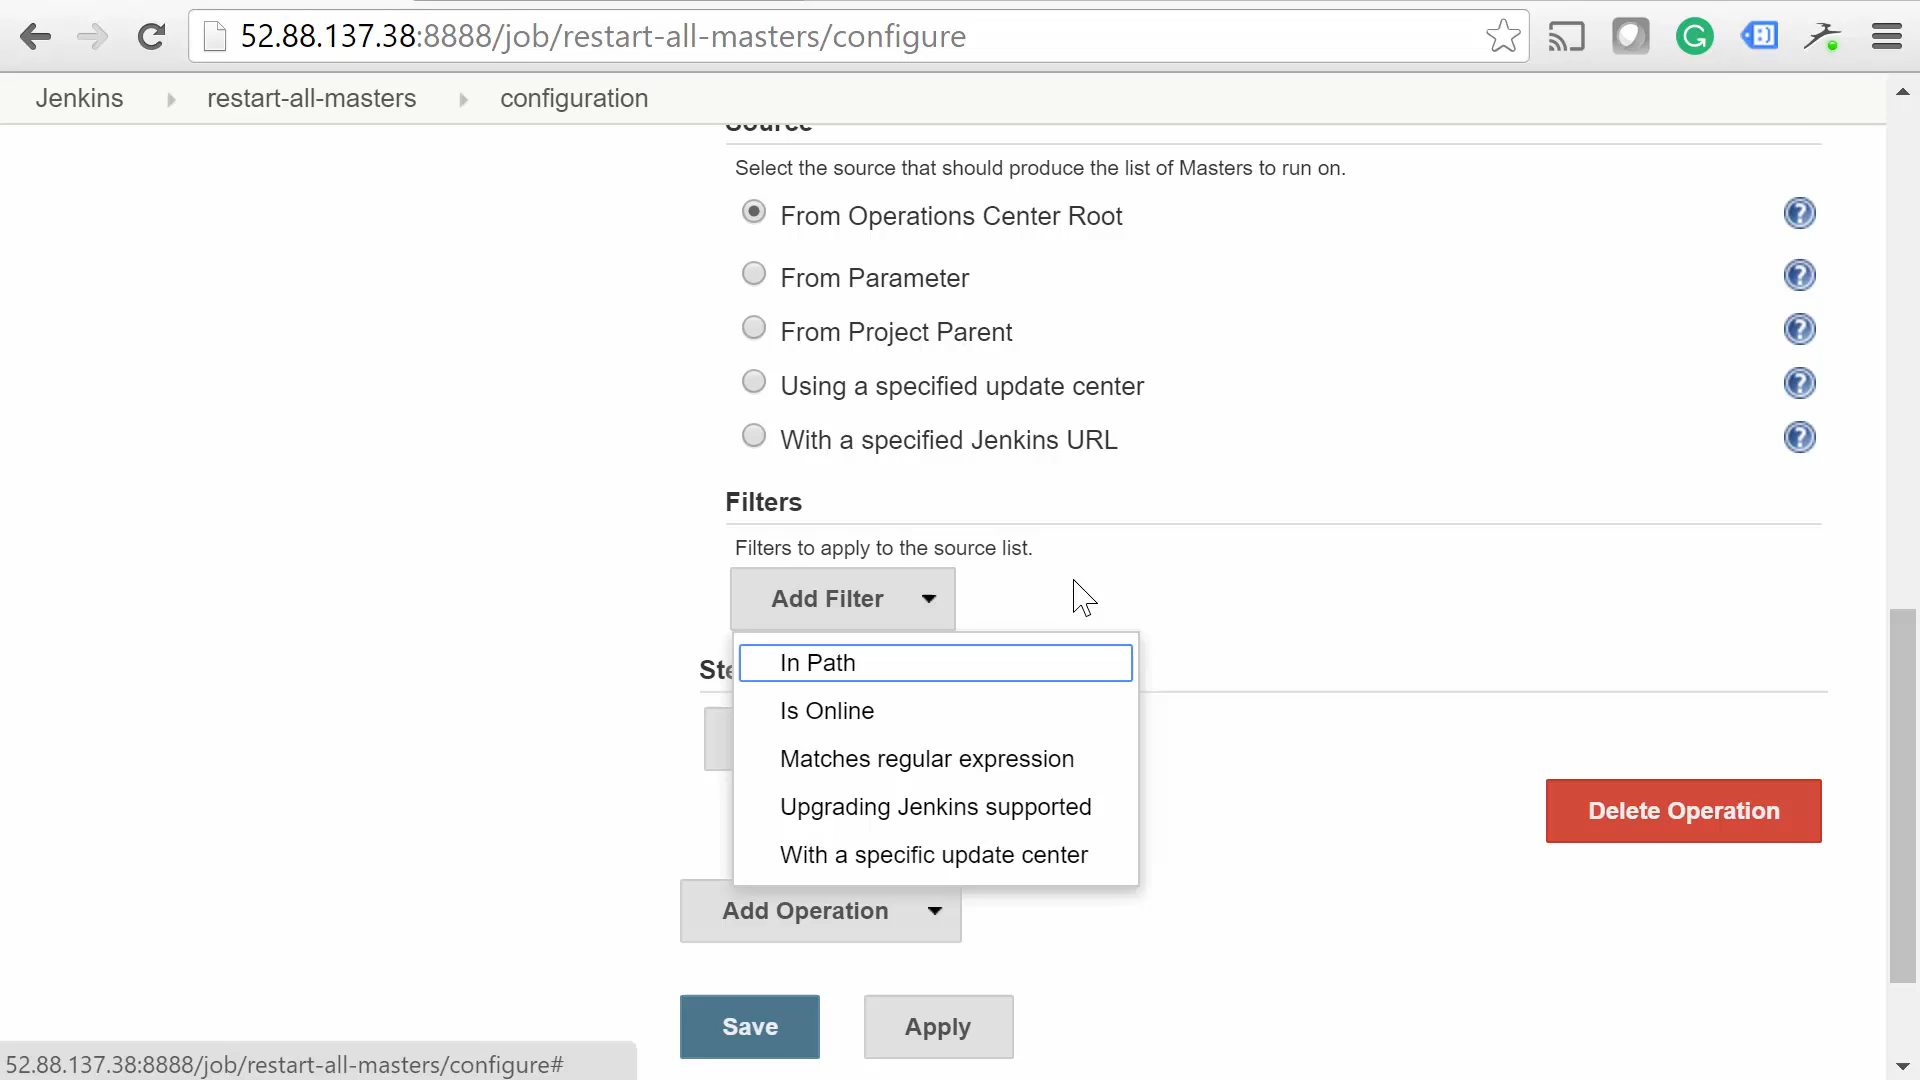 52.88.137.38:8888/job/restart-all-masters/configure
Jenkins restart-all-masters configuration
Source
Select the source that should produce the list of Masters to run on.
From Operations Center Root
From Parameter
From Project Parent
Using a specified update center
With a specified Jenkins URL
Filters
Filters to apply to the source list.
Add Filter
In Path
Is Online
Matches regular expression
Upgrading Jenkins supported
With a specific update center
Delete Operation
Add Operation
Save Apply
52.88.137.38:8888/job/restart-all-masters/configure#